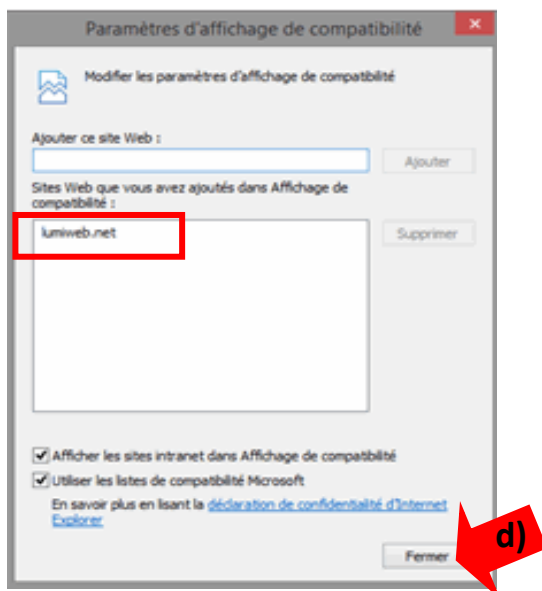 Paramètres d'affichage de compatibilité
Modifier les paramètres d'affichage de compatibilité
Ajouter ce site Web :
Ajouter
Sites Web que vous avez ajoutés dans Affichage de
compatibilité :
lumiweb.net
Supprimer
Afficher les sites intranet dans Affichage de compatibilité
Utiliser les listes de compatibilité Microsoft
En savoir plus en lisant la déclaration de confidentialité d'Internet
Explorer
Fermer
d)